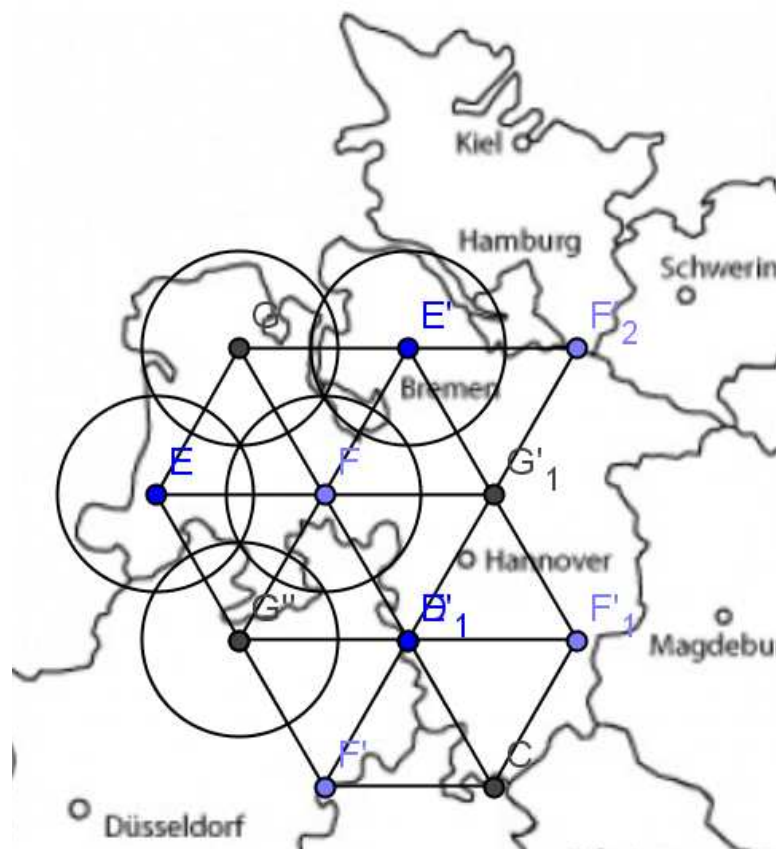 Kiel
Hamburg
Schwerin
E'
F'2
Bremen
E
F
G'1
Hannover
G''
E'1
F'1
Magdebu
F'
C
Düsseldorf